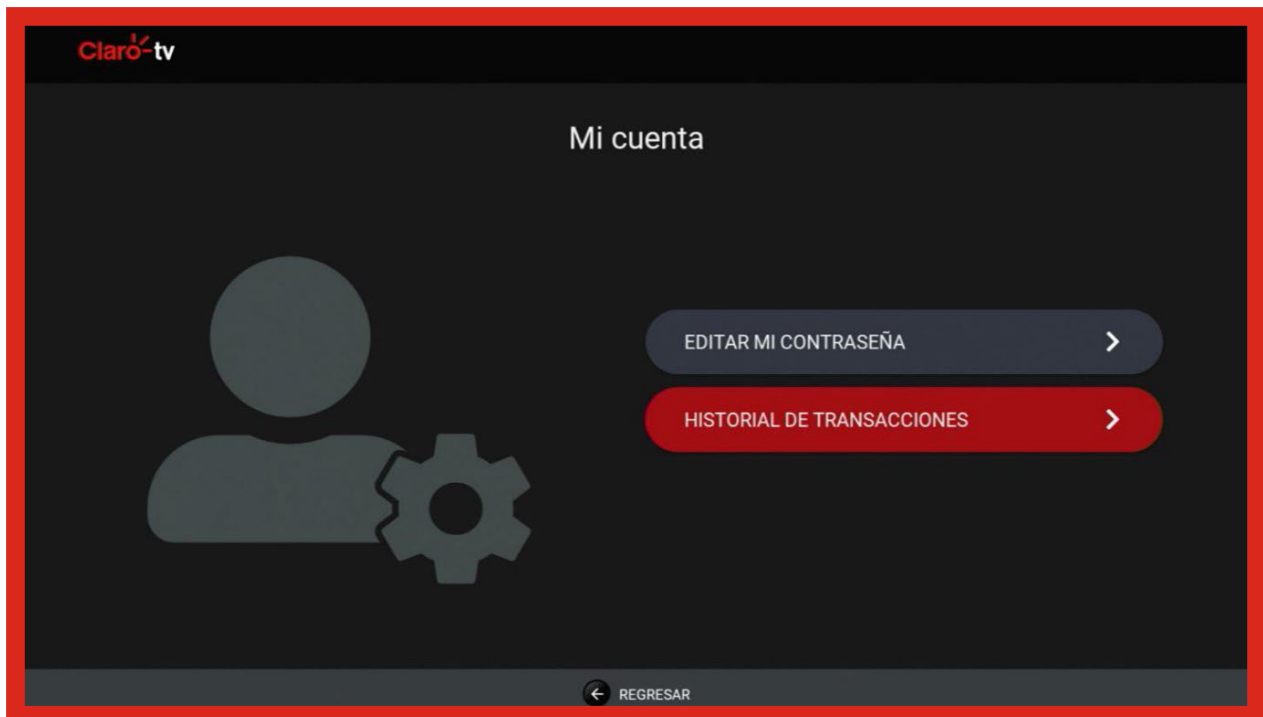 Claro-tv
Mi cuenta
EDITAR MI CONTRASEÑA
HISTORIAL DE TRANSACCIONES
REGRESAR